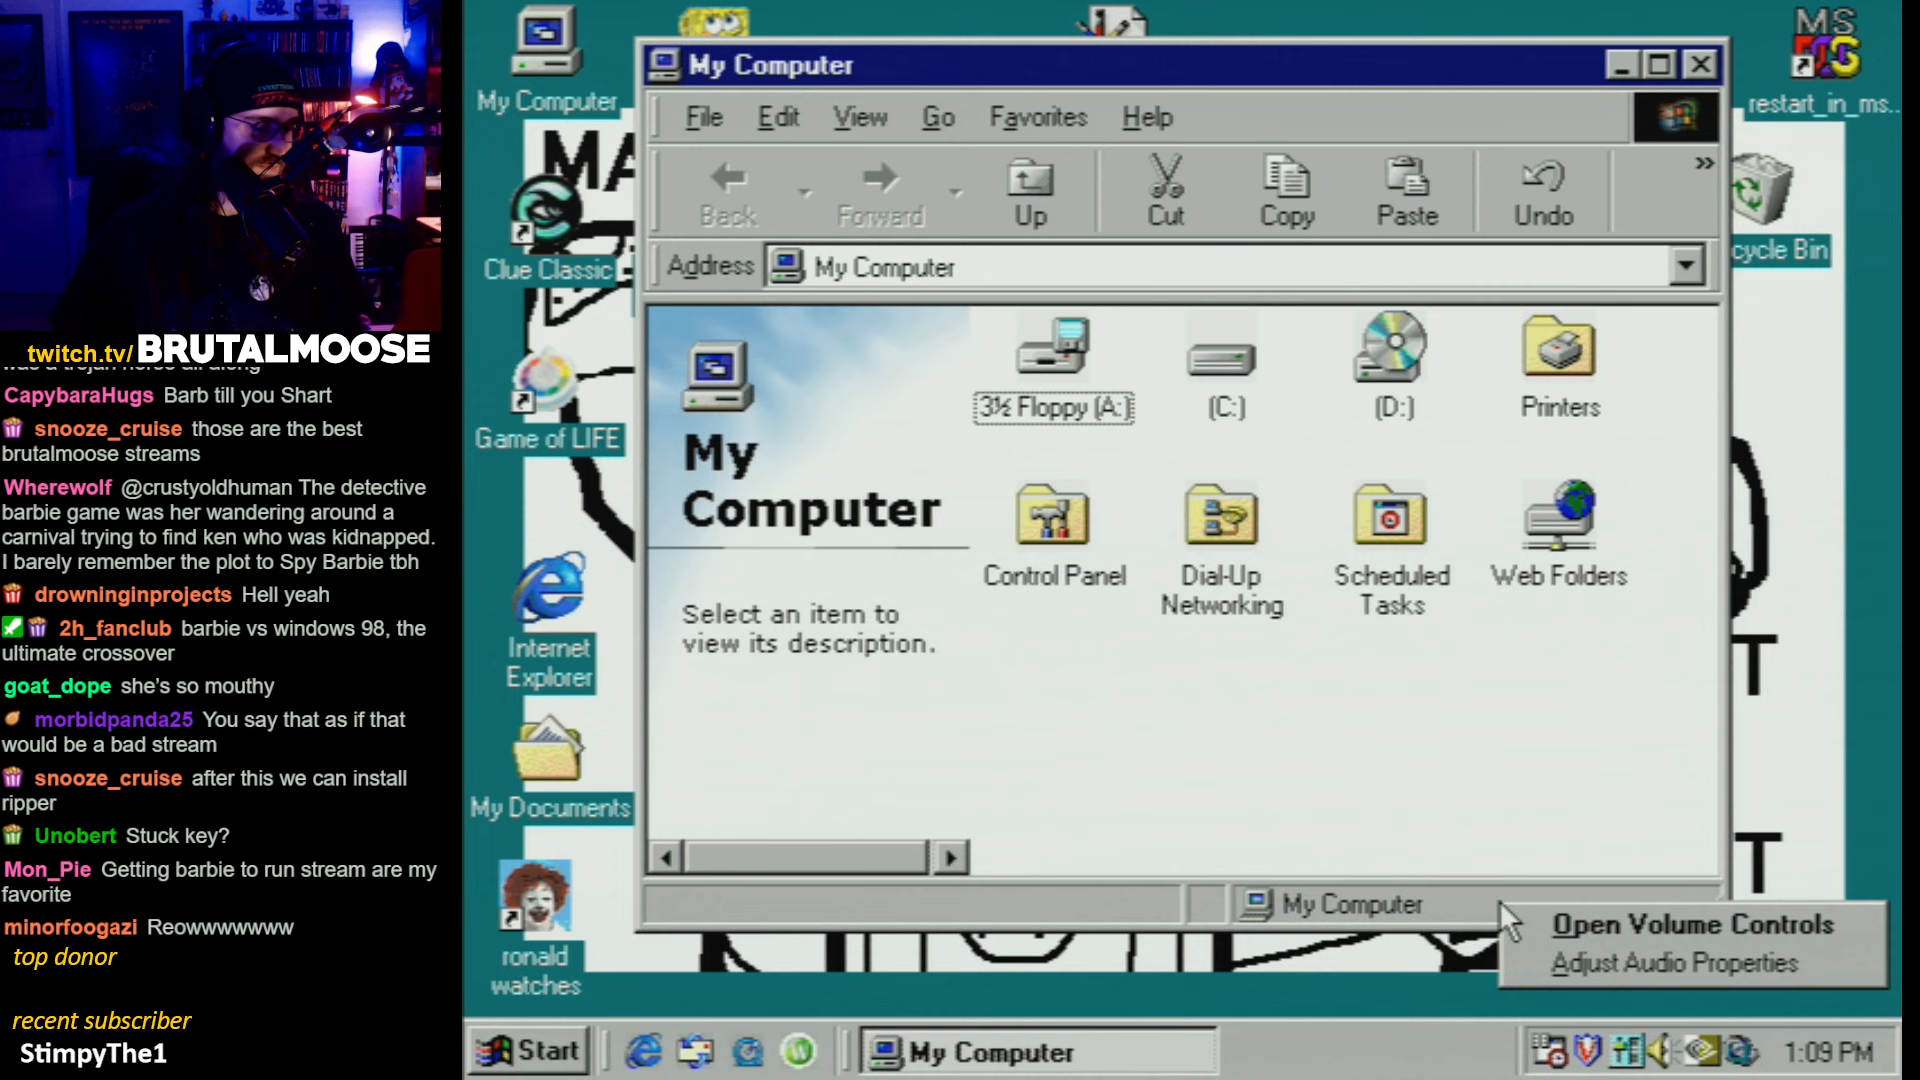 twitch.tv/BRUTALMOOSE
was a trojan horse all along
CapybaraHugs Barb till you Shart
snooze_cruise those are the best
brutalmoose streams
Wherewolf @crustyoldhuman The detective
barbie game was her wandering around a
carnival trying to find ken who was kidnapped.
I barely remember the plot to Spy Barbie tbh
drowninginprojects Hell yeah
2h_fanclub barbie vs windows 98, the
ultimate crossover
goat_dope she's so mouthy
morbidpanda25 You say that as if that
would be a bad stream
snooze_cruise after this we can install
ripper
Unobert Stuck key?
Mon_Pie Getting barbie to run stream are my
favorite
minorfoogazi Reowwwwwww
top donor
recent subscriber
StimpyThe1
My Computer
MA
Clue Classic
Game of LIFE
Internet
Explorer
My Documents
ronald
watches
My Computer
File Edit View Go Favorites Help
Back Forward Up Cut Copy Paste Undo »
Address My Computer
My
Computer
Select an item to
view its description.
3½ Floppy (A:) (C:) (D:) Printers
Control Panel Dial-Up
Networking Scheduled
Tasks Web Folders
My Computer
MS
restart_in_ms...
cycle Bin
T
T
Open Volume Controls
Adjust Audio Properties
Start My Computer 1:09 PM